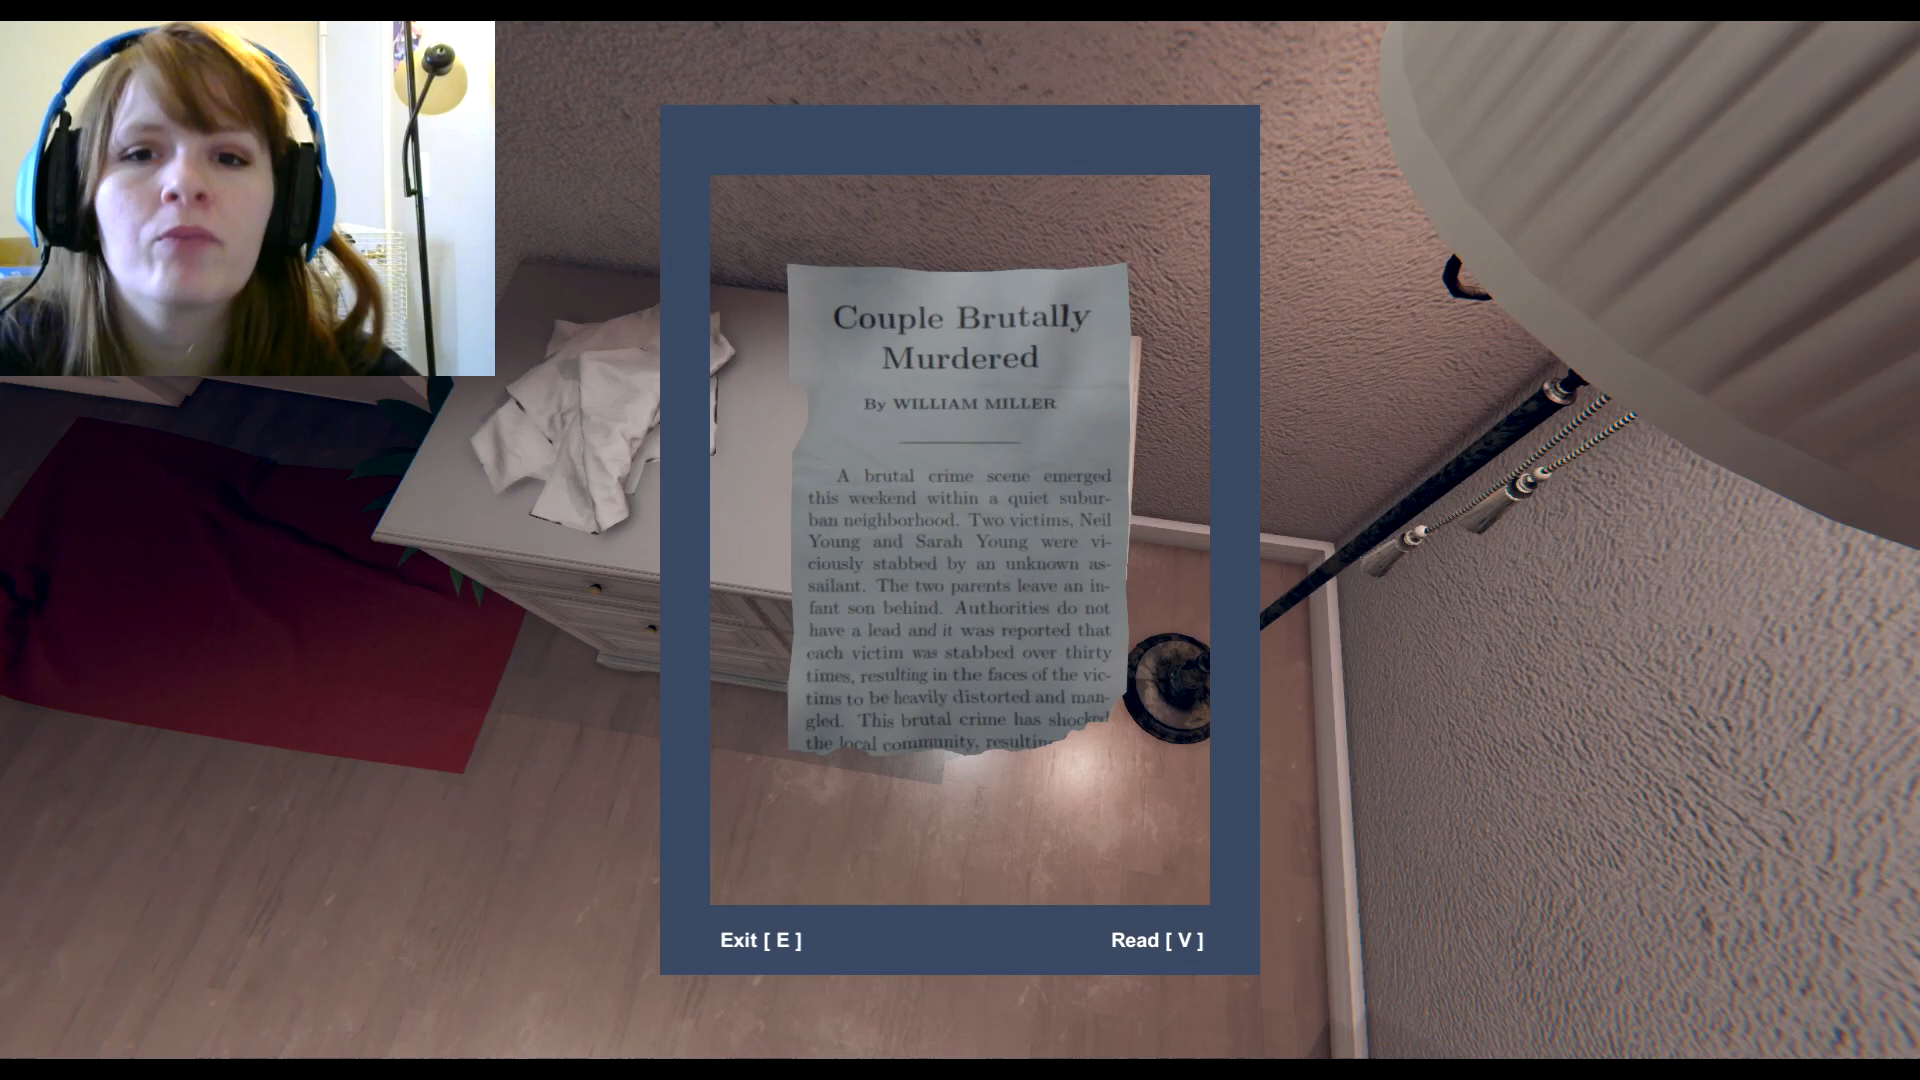 Couple Brutally
Murdered
By WILLIAM MILLER
A brutal crime scene emerged
this weekend within a quiet subur-
ban neighborhood. Two victims, Neil
Young and Sarah Young were vi-
ciously stabbed by an unknown as-
sailant. The two parents leave an in-
fant son behind. Authorities do not
have a lead and it was reported that
each victim was stabbed over thirty
times, resulting in the faces of the vic-
tims to be heavily distorted and man-
gled. This brutal crime has shocked
the local community, resulting
Exit [ E ]
Read [ V ]